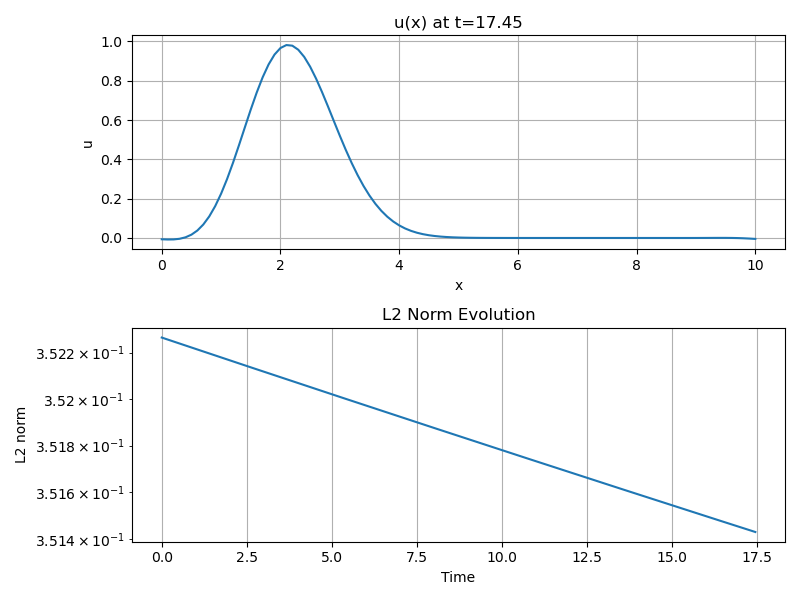 u(x) at t=17.45
1.0
0.8
0.6
0.4
0.2
0.0
u
0 2 4 6 8 10
x
L2 Norm Evolution
3.522 × 10⁻¹
3.52 × 10⁻¹
3.518 × 10⁻¹
3.516 × 10⁻¹
3.514 × 10⁻¹
L2 norm
0.0 2.5 5.0 7.5 10.0 12.5 15.0 17.5
Time